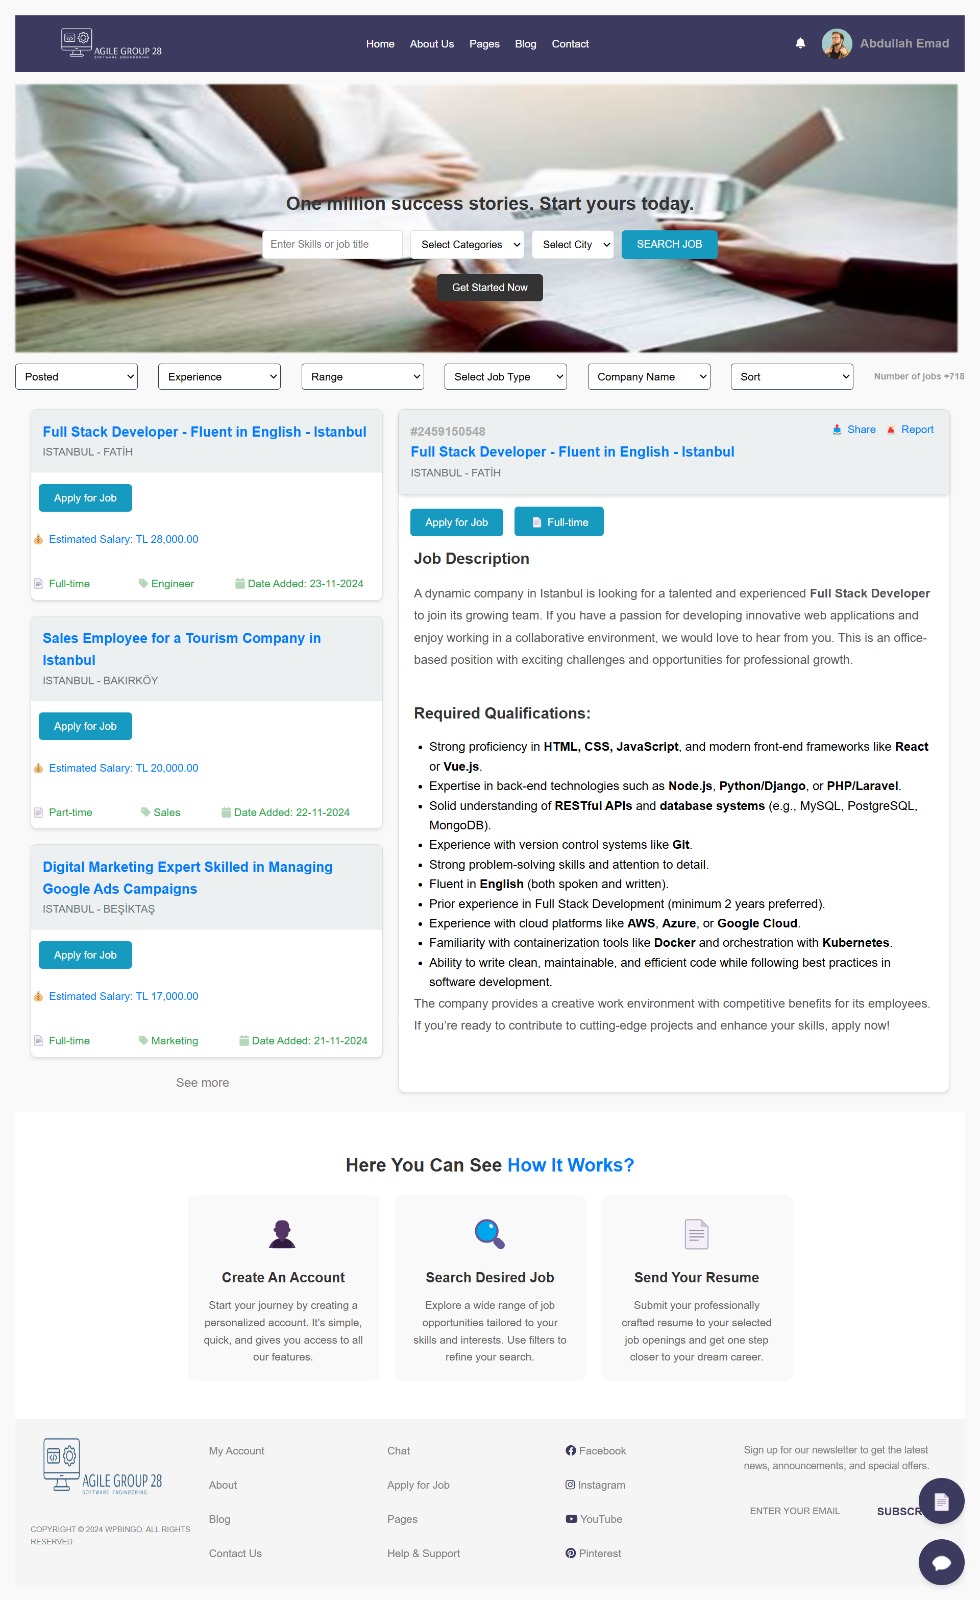 AGILE GROUP 28
SOFTWARE ENGINEERING
Home About Us Pages Blog Contact
Abdullah Emad
One million success stories. Start yours today.
Enter Skills or job title Select Categories Select City SEARCH JOB
Get Started Now
Posted Experience Range Select Job Type Company Name Sort Number of jobs +718
Full Stack Developer - Fluent in English - Istanbul
ISTANBUL - FATİH
Apply for Job
Estimated Salary: TL 28,000.00
Full-time Engineer Date Added: 23-11-2024
Sales Employee for a Tourism Company in
Istanbul
ISTANBUL - BAKIRKÖY
Apply for Job
Estimated Salary: TL 20,000.00
Part-time Sales Date Added: 22-11-2024
Digital Marketing Expert Skilled in Managing
Google Ads Campaigns
ISTANBUL - BEŞİKTAŞ
Apply for Job
Estimated Salary: TL 17,000.00
Full-time Marketing Date Added: 21-11-2024
See more
#2459150548 Share Report
Full Stack Developer - Fluent in English - Istanbul
ISTANBUL - FATİH
Apply for Job Full-time
Job Description
A dynamic company in Istanbul is looking for a talented and experienced Full Stack Developer
to join its growing team. If you have a passion for developing innovative web applications and
enjoy working in a collaborative environment, we would love to hear from you. This is an office-
based position with exciting challenges and opportunities for professional growth.
Required Qualifications:
• Strong proficiency in HTML, CSS, JavaScript, and modern front-end frameworks like React
or Vue.js.
• Expertise in back-end technologies such as Node.js, Python/Django, or PHP/Laravel.
• Solid understanding of RESTful APIs and database systems (e.g., MySQL, PostgreSQL,
MongoDB).
• Experience with version control systems like Git.
• Strong problem-solving skills and attention to detail.
• Fluent in English (both spoken and written).
• Prior experience in Full Stack Development (minimum 2 years preferred).
• Experience with cloud platforms like AWS, Azure, or Google Cloud.
• Familiarity with containerization tools like Docker and orchestration with Kubernetes.
• Ability to write clean, maintainable, and efficient code while following best practices in
software development.
The company provides a creative work environment with competitive benefits for its employees.
If you're ready to contribute to cutting-edge projects and enhance your skills, apply now!
Here You Can See How It Works?
Create An Account
Start your journey by creating a
personalized account. It's simple,
quick, and gives you access to all
our features.
Search Desired Job
Explore a wide range of job
opportunities tailored to your
skills and interests. Use filters to
refine your search.
Send Your Resume
Submit your professionally
crafted resume to your selected
job openings and get one step
closer to your dream career.
AGILE GROUP 28
SOFTWARE ENGINEERING
COPYRIGHT © 2024 WPBINGO. ALL RIGHTS
RESERVED
My Account
About
Blog
Contact Us
Chat
Apply for Job
Pages
Help & Support
Facebook
Instagram
YouTube
Pinterest
Sign up for our newsletter to get the latest
news, announcements, and special offers.
ENTER YOUR EMAIL SUBSCR